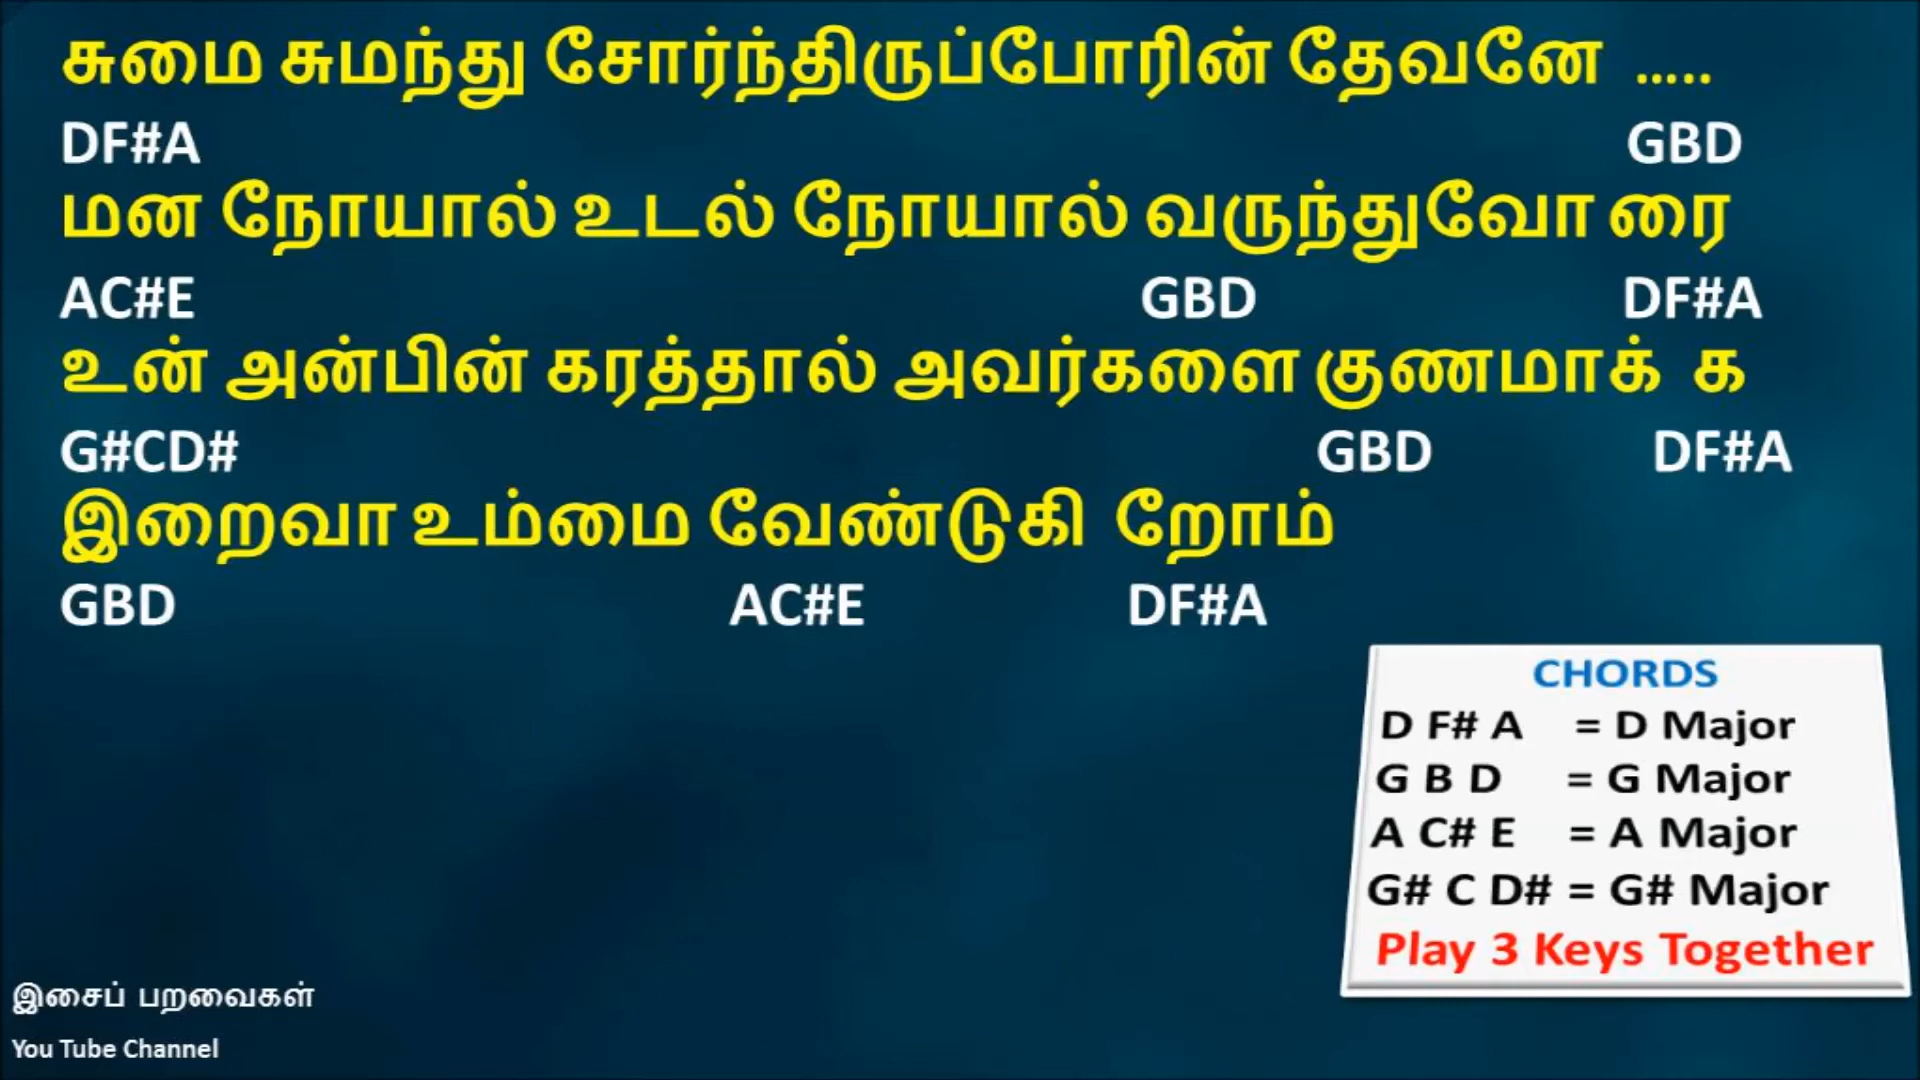 சுமை சுமந்து சோர்ந்திருப்போரின் தேவனே .....
DF#A GBD
மன நோயால் உடல் நோயால் வருந்துவோ ரை
AC#E GBD DF#A
உன் அன்பின் கரத்தால் அவர்களை குணமாக் க
G#CD# GBD DF#A
இறைவா உம்மை வேண்டுகி றோம்
GBD AC#E DF#A
CHORDS
D F# A = D Major
G B D = G Major
A C# E = A Major
G# C D# = G# Major
Play 3 Keys Together
இசைப் பறவைகள்
You Tube Channel